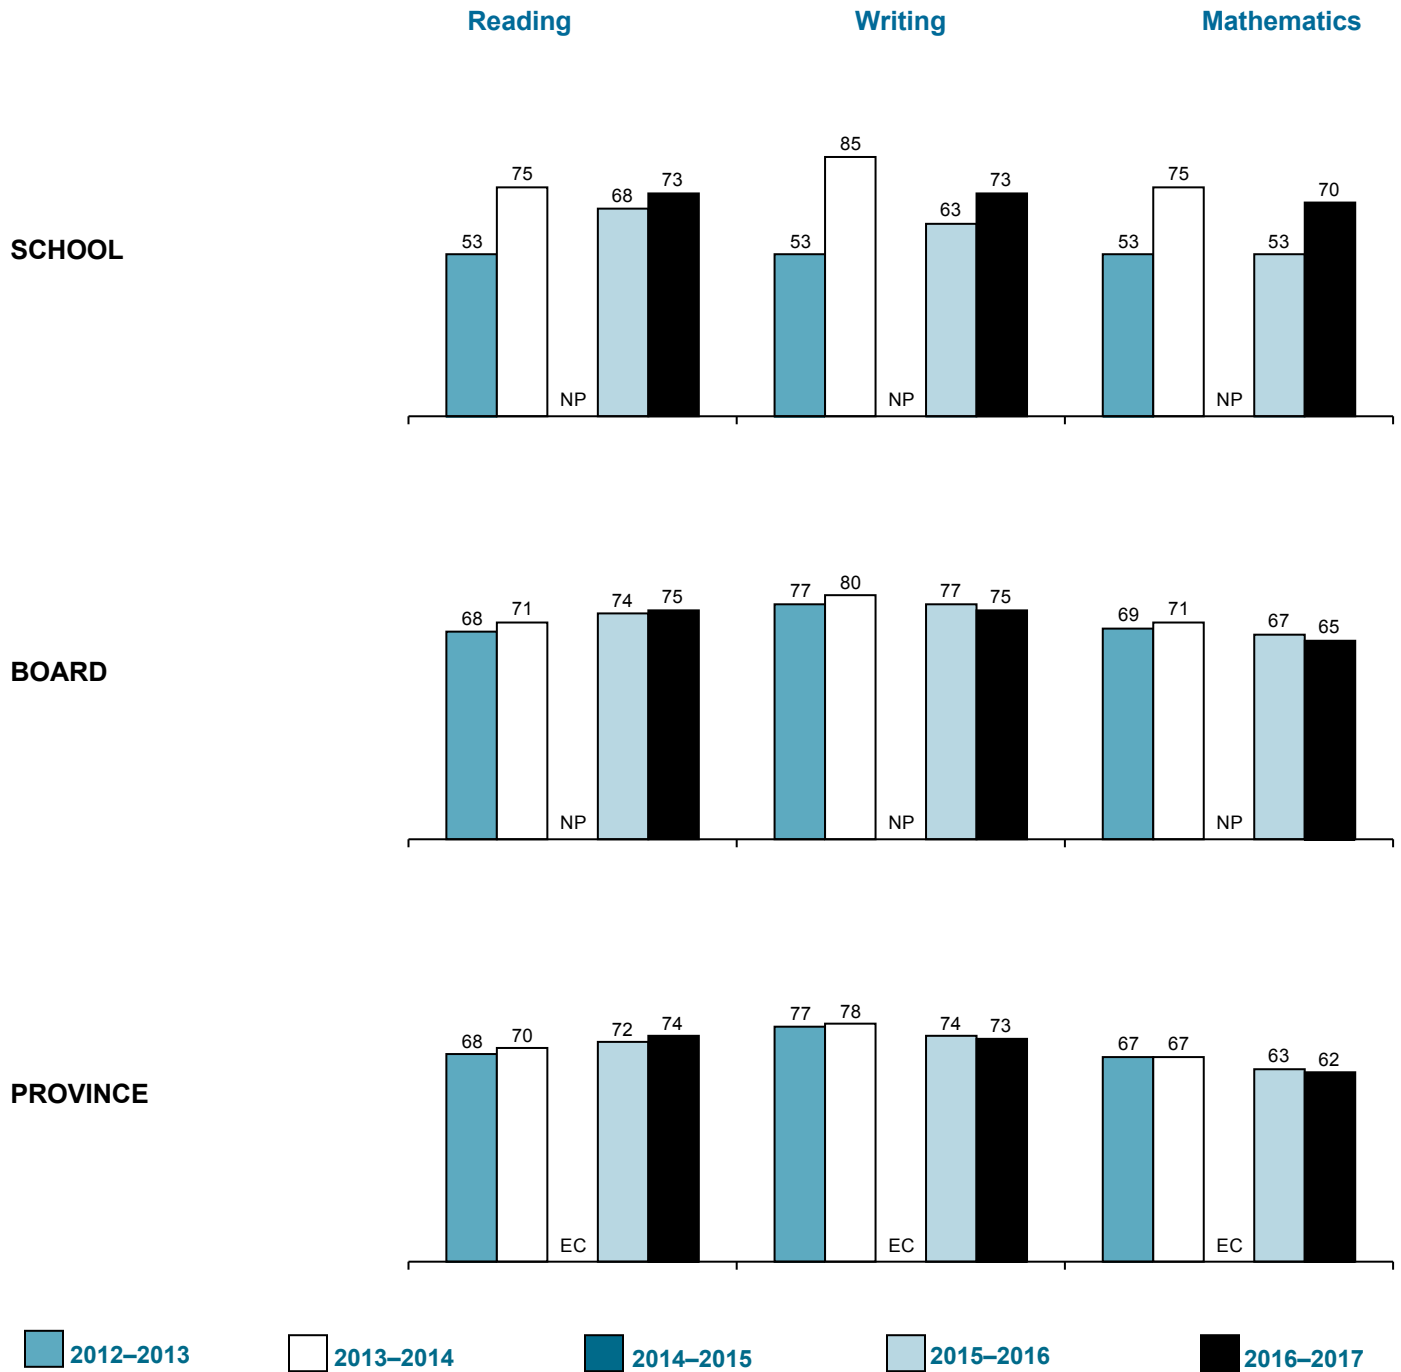 Reading Writing Mathematics
SCHOOL
53 75 NP 68 73 53 85 NP 63 73 53 75 NP 53 70
BOARD
68 71 NP 74 75 77 80 NP 77 75 69 71 NP 67 65
PROVINCE
68 70 EC 72 74 77 78 EC 74 73 67 67 EC 63 62
2012–2013 2013–2014 2014–2015 2015–2016 2016–2017